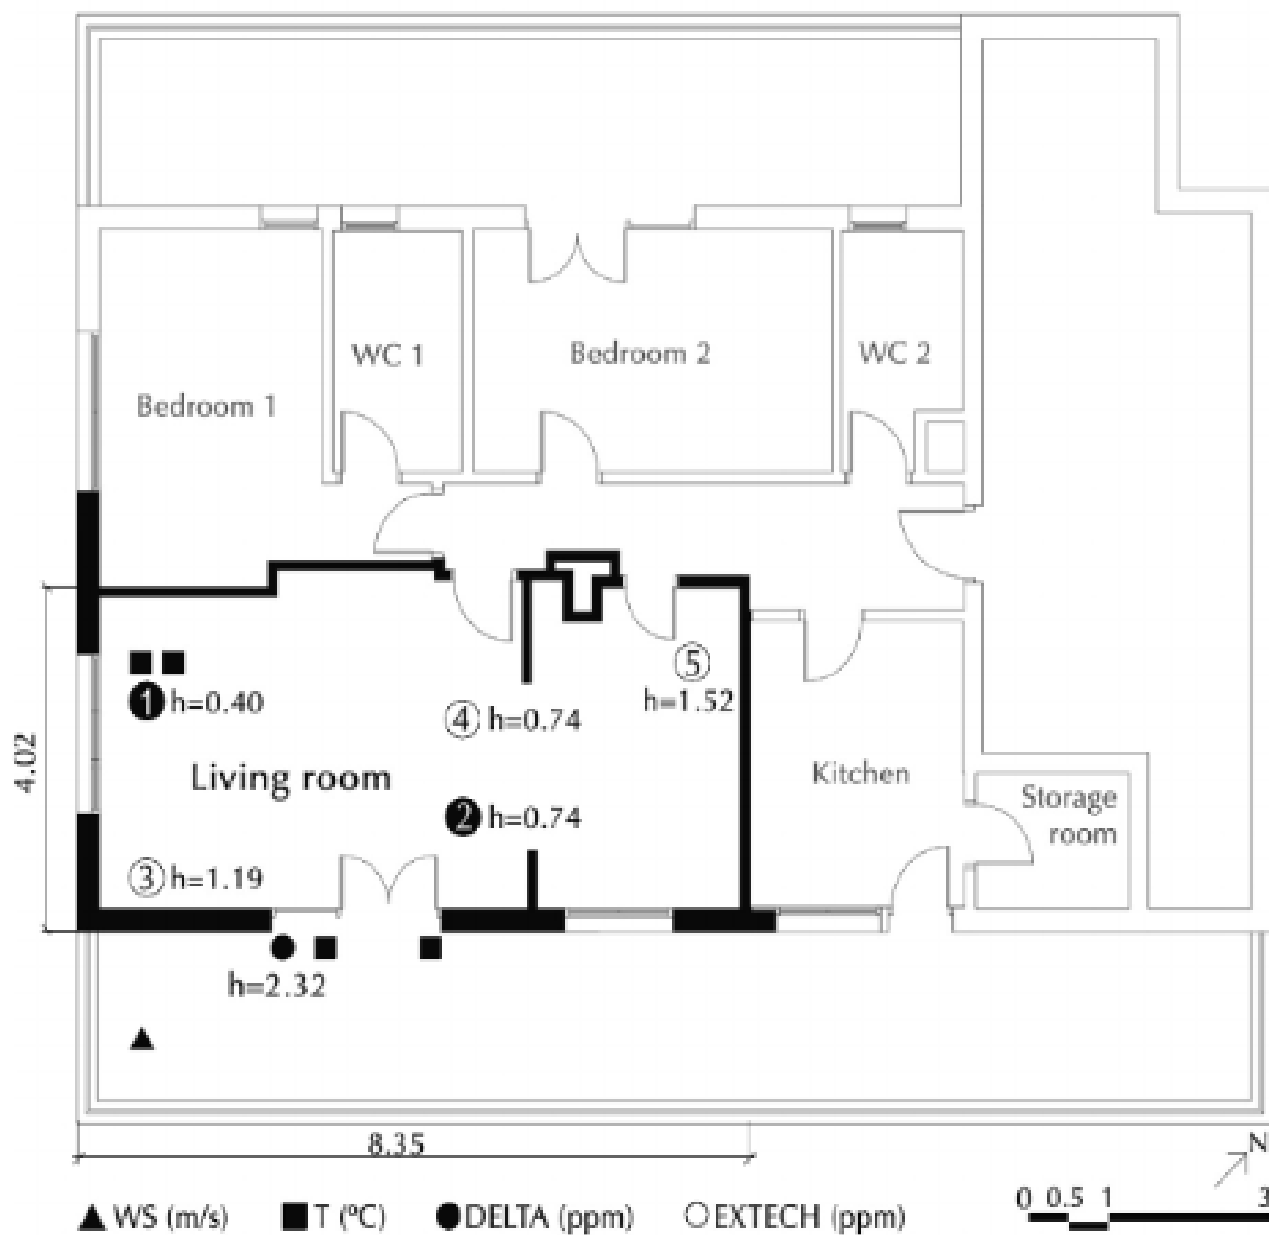 WC 1
Bedroom 2
WC 2
Bedroom 1
⑤
h=1.52
❶ h=0.40
④ h=0.74
4.02
Living room
Kitchen
❷ h=0.74
Storage
room
③ h=1.19
h=2.32
8.35
N
0 0.5 1 3
▲ WS (m/s) ■ T (ºC) ● DELTA (ppm) ○ EXTECH (ppm)